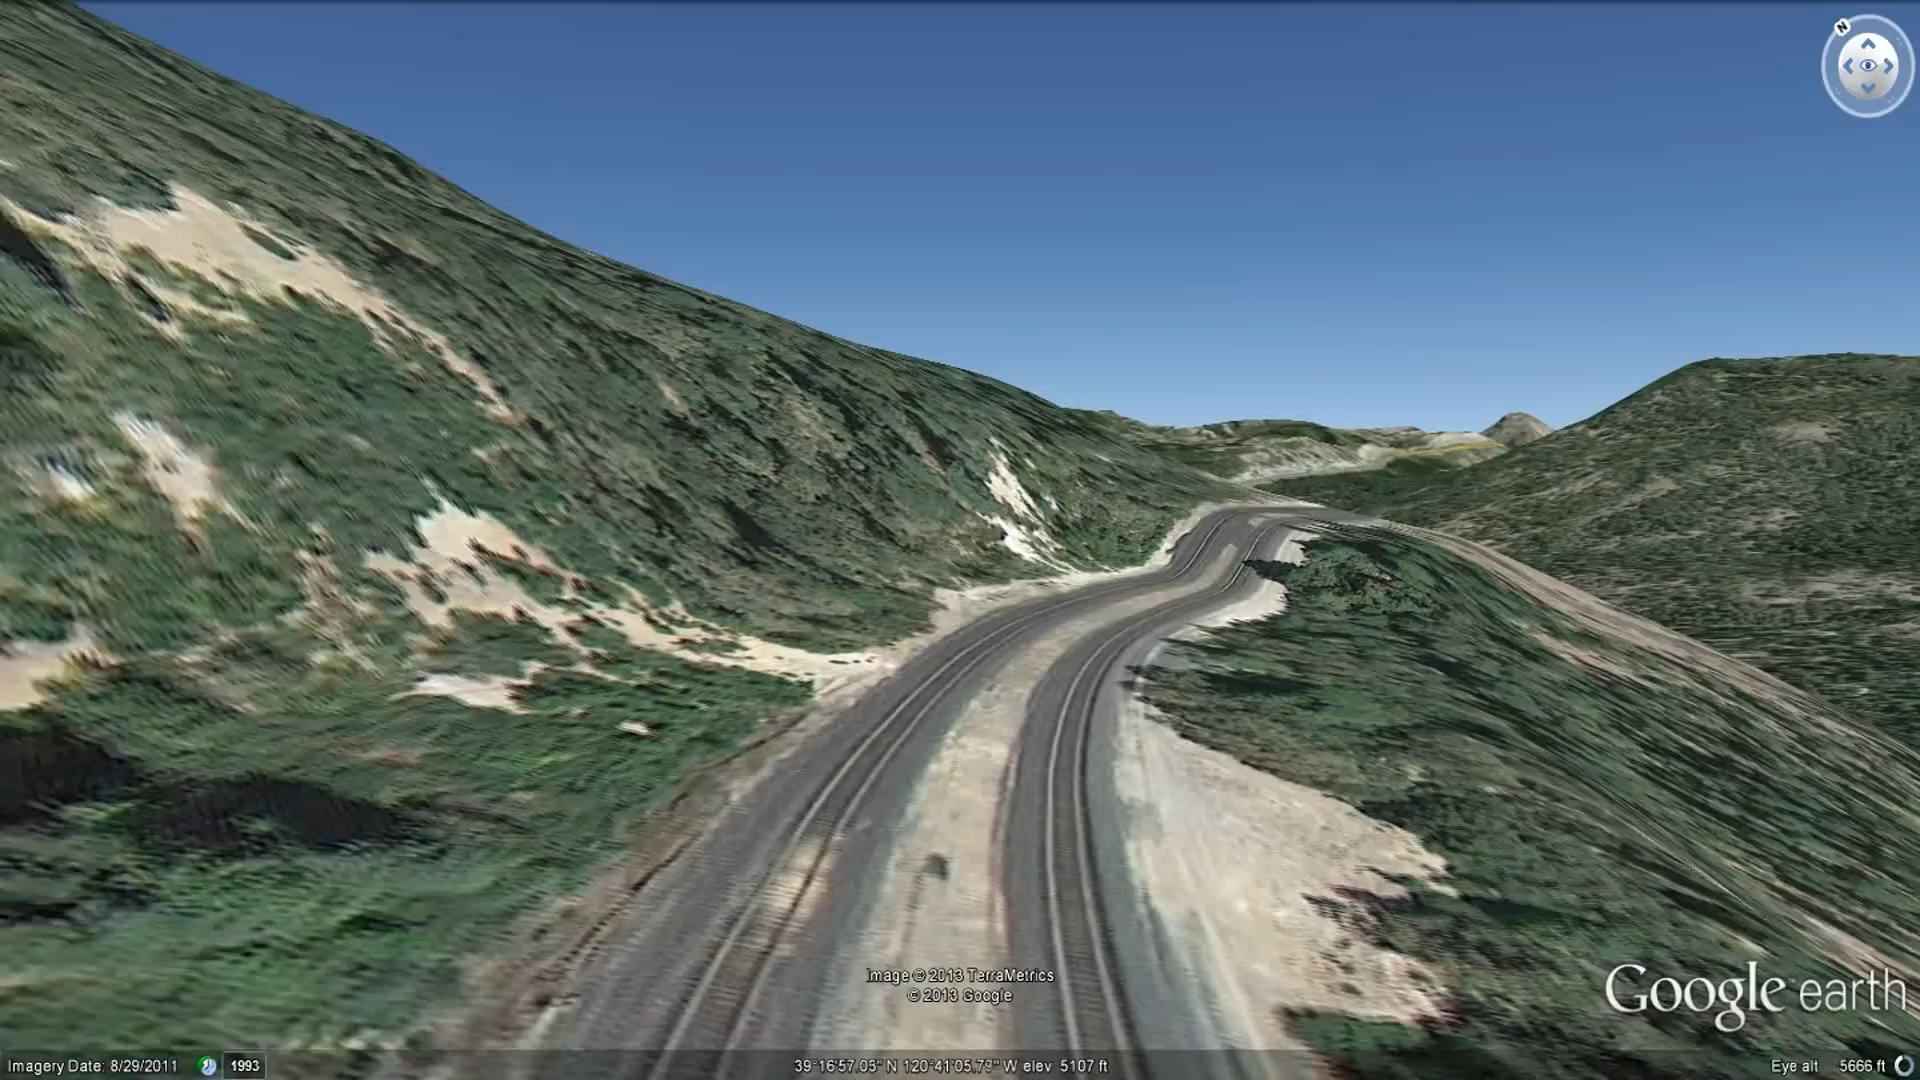 N
Image © 2013 TerraMetrics
© 2013 Google
Google earth
Imagery Date: 8/29/2011 1993 39°16'57.03" N 120°41'05.79" W elev 5107 ft Eye alt 5666 ft